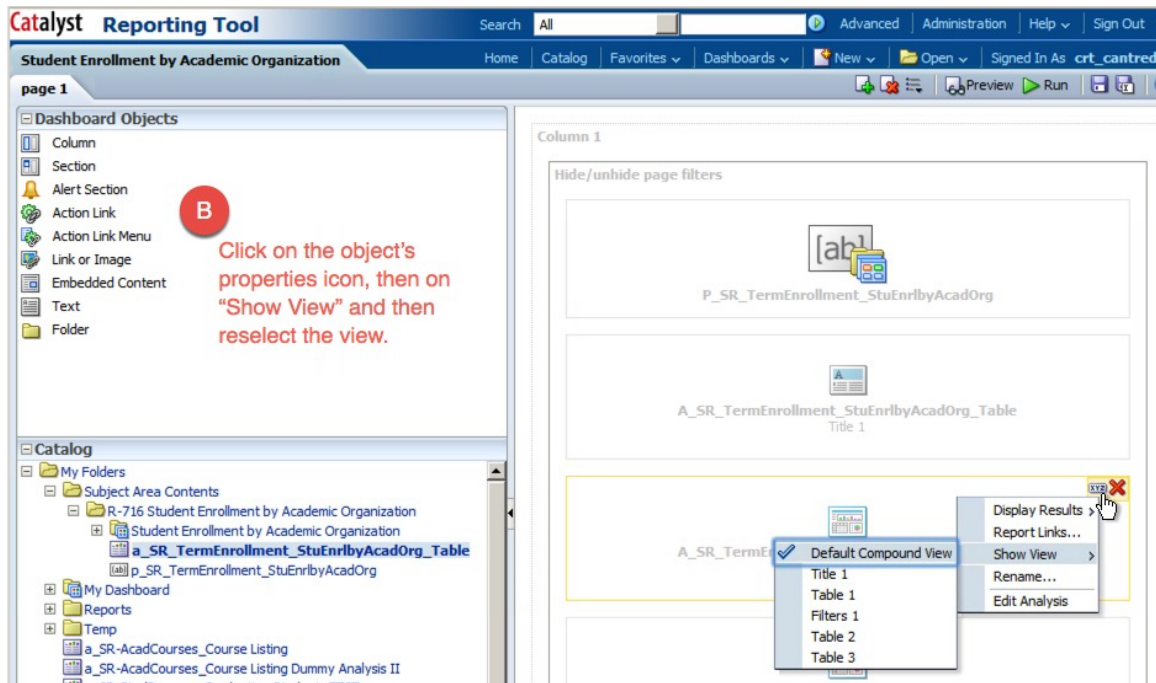 Catalyst Reporting Tool
Search All Advanced Administration Help Sign Out
Student Enrollment by Academic Organization
Home Catalog Favorites Dashboards New Open Signed In As crt_cantred
page 1
Preview Run
Dashboard Objects
Column
Section
Alert Section
Action Link
Action Link Menu
Link or Image
Embedded Content
Text
Folder
B
Click on the object's
properties icon, then on
“Show View” and then
reselect the view.
Catalog
My Folders
Subject Area Contents
R-716 Student Enrollment by Academic Organization
Student Enrollment by Academic Organization
a_SR_TermEnrollment_StuEnrlbyAcadOrg_Table
[ab] p_SR_TermEnrollment_StuEnrlbyAcadOrg
My Dashboard
Reports
Temp
a_SR-AcadCourses_Course Listing
a_SR-AcadCourses_Course Listing Dummy Analysis II
Column 1
Hide/unhide page filters
[ab]
P_SR_TermEnrollment_StuEnrlbyAcadOrg
A_SR_TermEnrollment_StuEnrlbyAcadOrg_Table
Title 1
XYZ
A_SR_TermE
Display Results
Report Links...
Show View
Rename...
Edit Analysis
Default Compound View
Title 1
Table 1
Filters 1
Table 2
Table 3